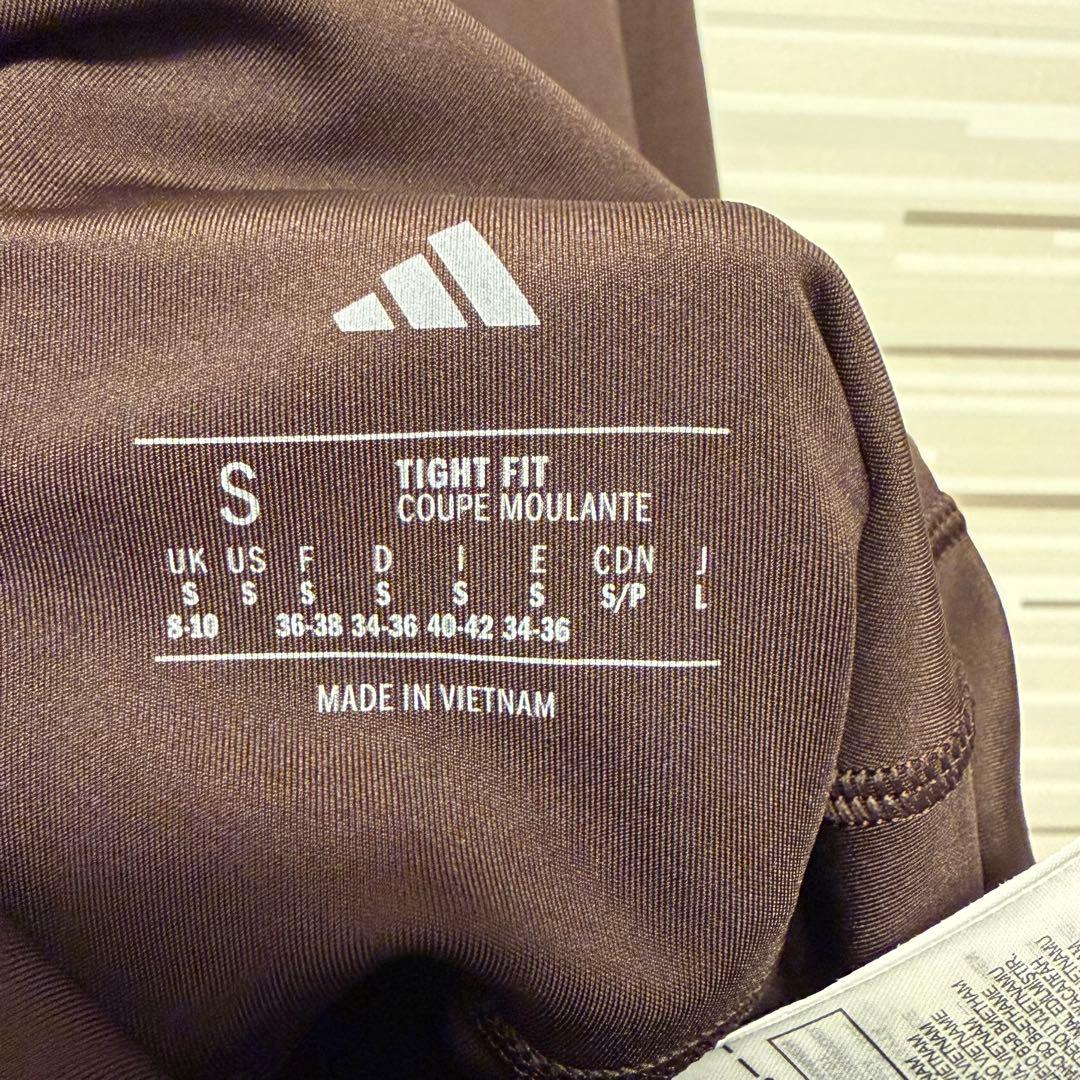 S
TIGHT FIT
COUPE MOULANTE
UK US F D I E CDN J
S S S S S S S/P L
8-10 36-38 34-36 40-42 34-36
MADE IN VIETNAM